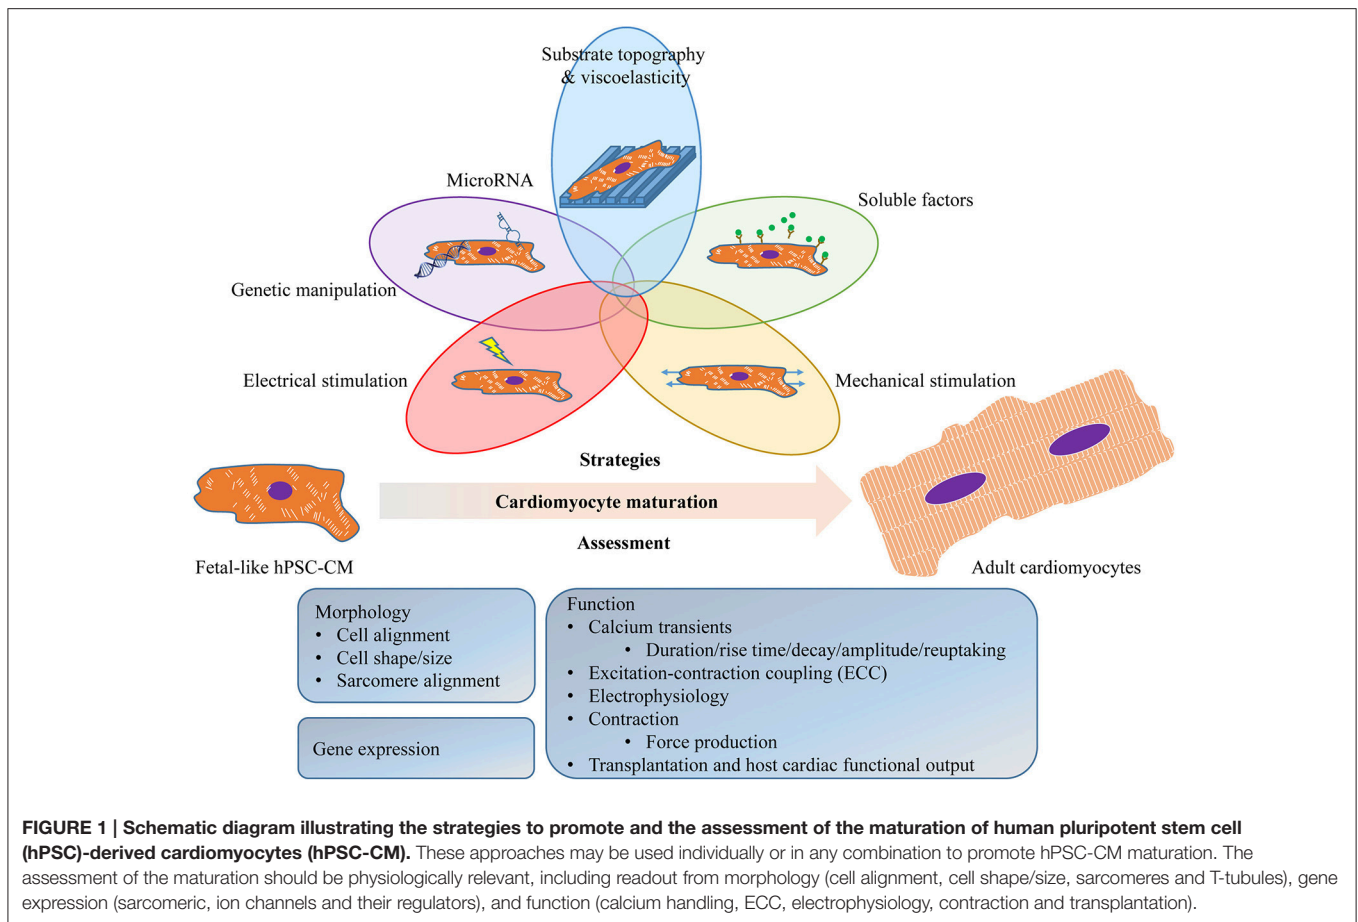 Substrate topography
& viscoelasticity
MicroRNA
Soluble factors
Genetic manipulation
Electrical stimulation
Mechanical stimulation
Strategies
Cardiomyocyte maturation
Assessment
Fetal-like hPSC-CM
Adult cardiomyocytes
Morphology
• Cell alignment
• Cell shape/size
• Sarcomere alignment
Gene expression
Function
• Calcium transients
• Duration/rise time/decay/amplitude/reuptaking
• Excitation-contraction coupling (ECC)
• Electrophysiology
• Contraction
• Force production
• Transplantation and host cardiac functional output
FIGURE 1 | Schematic diagram illustrating the strategies to promote and the assessment of the maturation of human pluripotent stem cell
(hPSC)-derived cardiomyocytes (hPSC-CM). These approaches may be used individually or in any combination to promote hPSC-CM maturation. The
assessment of the maturation should be physiologically relevant, including readout from morphology (cell alignment, cell shape/size, sarcomeres and T-tubules), gene
expression (sarcomeric, ion channels and their regulators), and function (calcium handling, ECC, electrophysiology, contraction and transplantation).